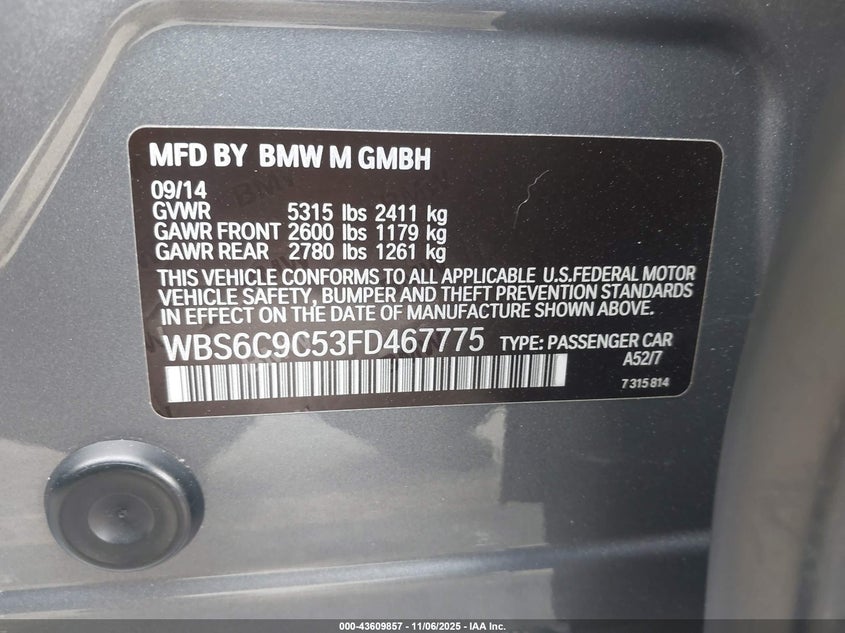 MFD BY BMW M GMBH
09/14
GVWR 5315 lbs 2411 kg
GAWR FRONT 2600 lbs 1179 kg
GAWR REAR 2780 lbs 1261 kg
THIS VEHICLE CONFORMS TO ALL APPLICABLE U.S.FEDERAL MOTOR
VEHICLE SAFETY, BUMPER AND THEFT PREVENTION STANDARDS
IN EFFECT ON THE DATE OF MANUFACTURE SHOWN ABOVE.
WBS6C9C53FD467775 TYPE: PASSENGER CAR
A52/7
7 315 814
000-43609857 - 11/06/2025 - IAA Inc.